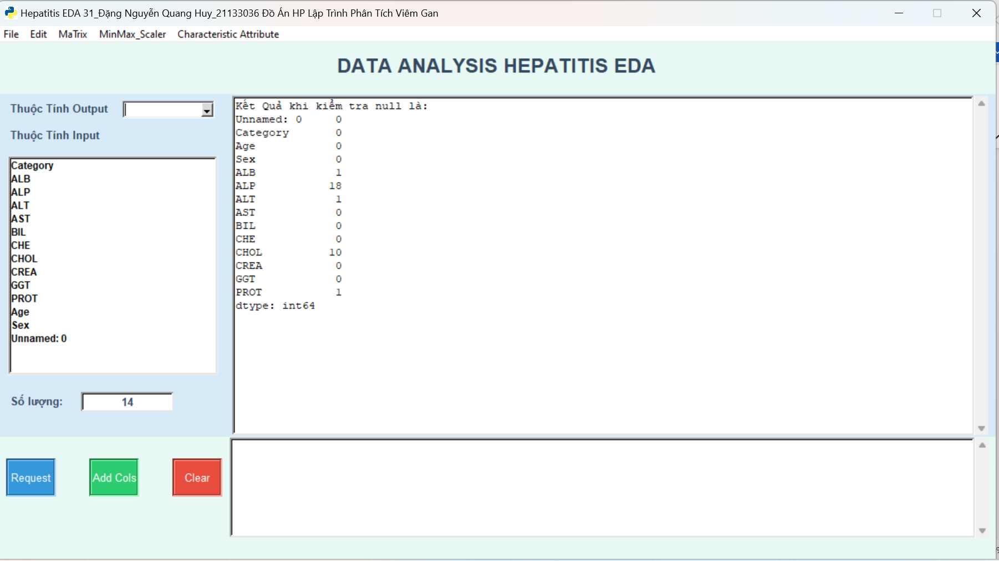 Hepatitis EDA 31_Đặng Nguyễn Quang Huy_21133036 Đồ Án HP Lập Trình Phân Tích Viêm Gan
File Edit MaTrix MinMax_Scaler Characteristic Attribute
DATA ANALYSIS HEPATITIS EDA
Thuộc Tính Output
Thuộc Tính Input
Category
ALB
ALP
ALT
AST
BIL
CHE
CHOL
CREA
GGT
PROT
Age
Sex
Unnamed: 0
Số lượng: 14
Kết Quả khi kiểm tra null là:
Unnamed: 0 0
Category 0
Age 0
Sex 0
ALB 1
ALP 18
ALT 1
AST 0
BIL 0
CHE 0
CHOL 10
CREA 0
GGT 0
PROT 1
dtype: int64
Request Add Cols Clear